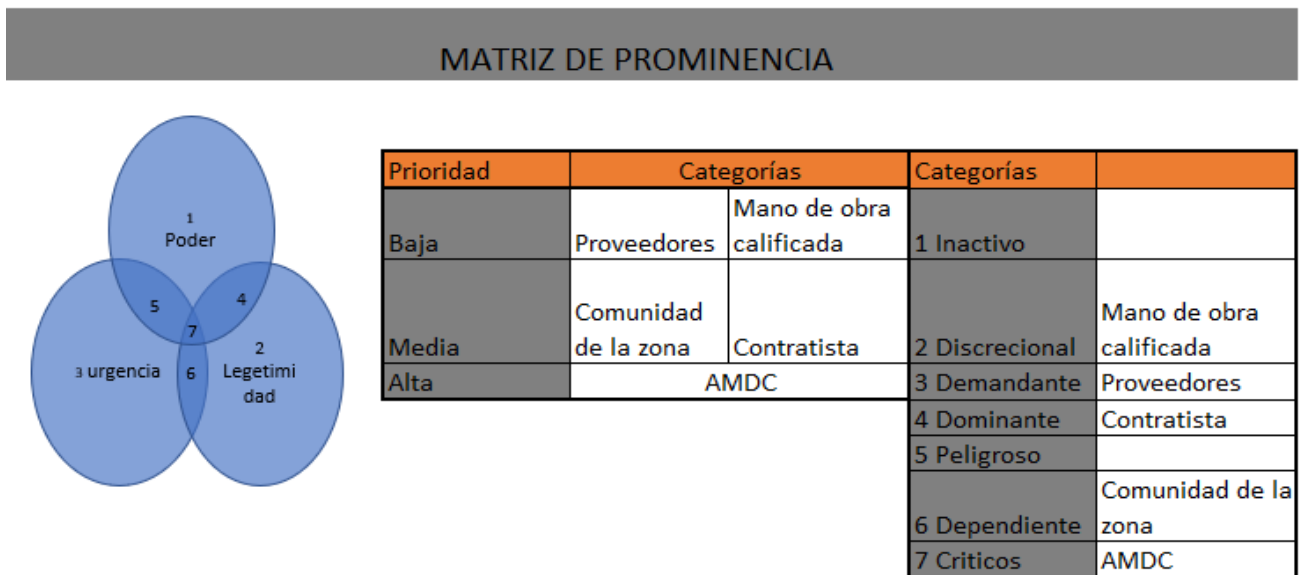 MATRIZ DE PROMINENCIA
1
Poder
5
4
7
3 urgencia
6
2
Legetimi
dad
Prioridad Categorías Categorías
Baja Proveedores Mano de obra
calificada 1 Inactivo
Media Comunidad
de la zona Contratista 2 Discrecional Mano de obra
calificada
Alta AMDC 3 Demandante Proveedores
4 Dominante Contratista
5 Peligroso
6 Dependiente Comunidad de la
zona
7 Criticos AMDC